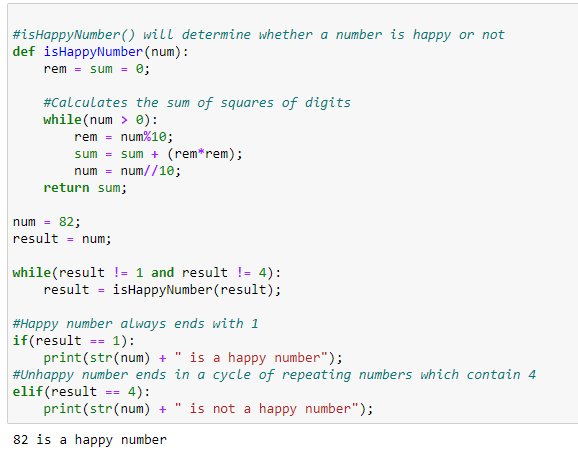 #isHappyNumber() will determine whether a number is happy or not
def isHappyNumber(num):
    rem = sum = 0;

    #Calculates the sum of squares of digits
    while(num > 0):
        rem = num%10;
        sum = sum + (rem*rem);
        num = num//10;
    return sum;

num = 82;
result = num;

while(result != 1 and result != 4):
    result = isHappyNumber(result);

#Happy number always ends with 1
if(result == 1):
    print(str(num) + " is a happy number");
#Unhappy number ends in a cycle of repeating numbers which contain 4
elif(result == 4):
    print(str(num) + " is not a happy number");
82 is a happy number